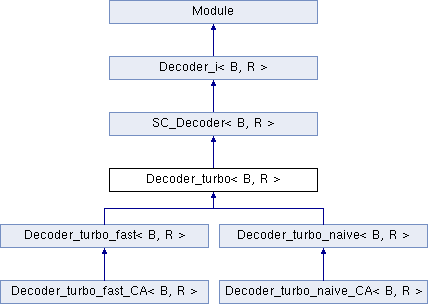 Module
Decoder_i< B, R >
SC_Decoder< B, R >
Decoder_turbo< B, R >
Decoder_turbo_fast< B, R >
Decoder_turbo_naive< B, R >
Decoder_turbo_fast_CA< B, R >
Decoder_turbo_naive_CA< B, R >